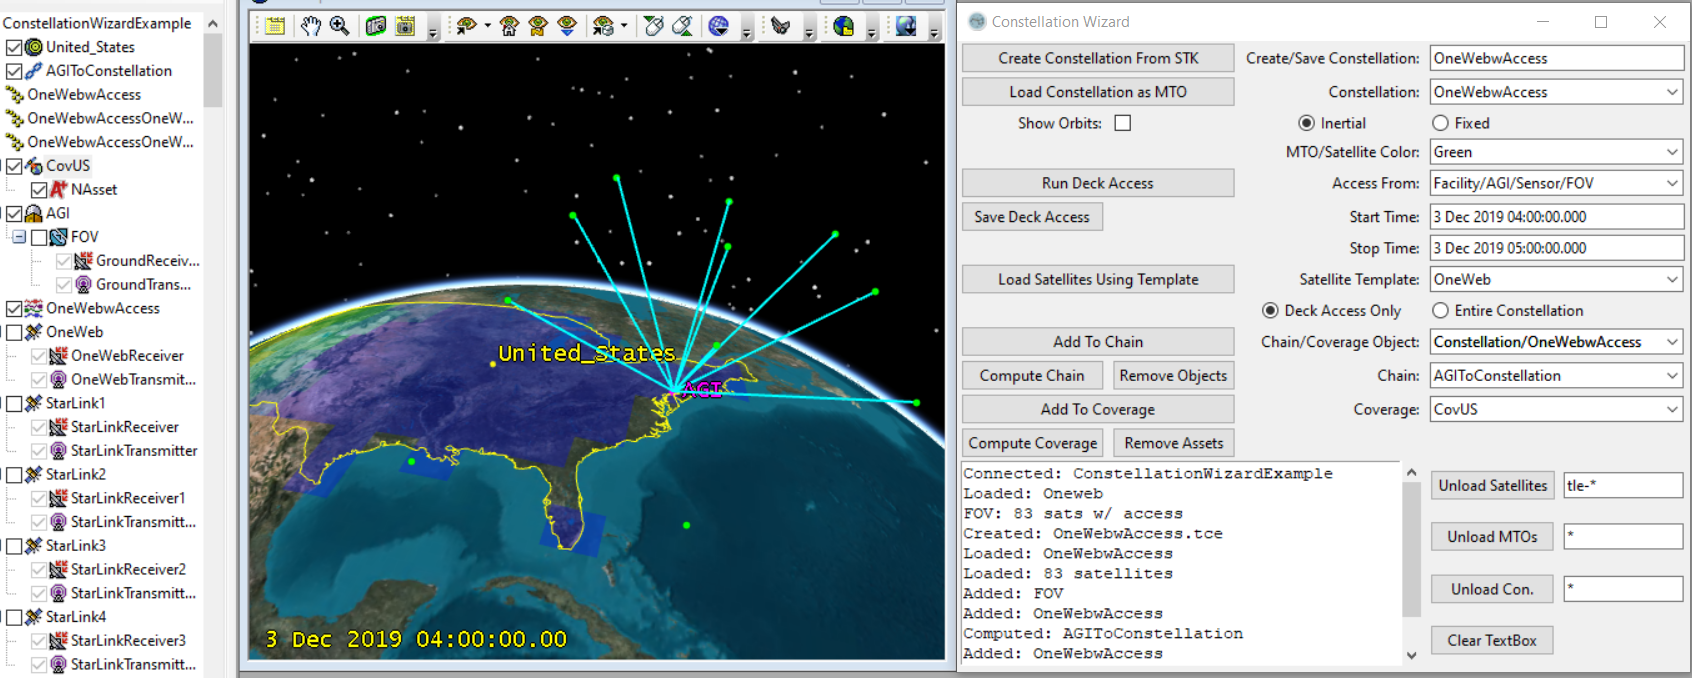 ConstellationWizardExample
United_States
AGIToConstellation
OneWebwAccess
OneWebwAccessOneW...
OneWebwAccessOneW...
CovUS
NAsset
AGI
FOV
GroundReceiv...
GroundTrans...
OneWebwAccess
OneWeb
OneWebReceiver
OneWebTransmit...
StarLink1
StarLinkReceiver
StarLinkTransmitter
StarLink2
StarLinkReceiver1
StarLinkTransmitt...
StarLink3
StarLinkReceiver2
StarLinkTransmitt...
StarLink4
StarLinkReceiver3
StarLinkTransmitt...
United_States
AGI
3 Dec 2019 04:00:00.00
Constellation Wizard
Create Constellation From STK
Create/Save Constellation: OneWebwAccess
Load Constellation as MTO
Constellation: OneWebwAccess
Show Orbits:
Inertial
Fixed
MTO/Satellite Color: Green
Run Deck Access
Access From: Facility/AGI/Sensor/FOV
Save Deck Access
Start Time: 3 Dec 2019 04:00:00.000
Stop Time: 3 Dec 2019 05:00:00.000
Load Satellites Using Template
Satellite Template: OneWeb
Deck Access Only
Entire Constellation
Add To Chain
Chain/Coverage Object: Constellation/OneWebwAccess
Compute Chain
Remove Objects
Chain: AGIToConstellation
Add To Coverage
Coverage: CovUS
Compute Coverage
Remove Assets
Connected: ConstellationWizardExample
Loaded: Oneweb
FOV: 83 sats w/ access
Created: OneWebwAccess.tce
Loaded: OneWebwAccess
Loaded: 83 satellites
Added: FOV
Added: OneWebwAccess
Computed: AGIToConstellation
Added: OneWebwAccess
Unload Satellites
tle-*
Unload MTOs
*
Unload Con.
*
Clear TextBox